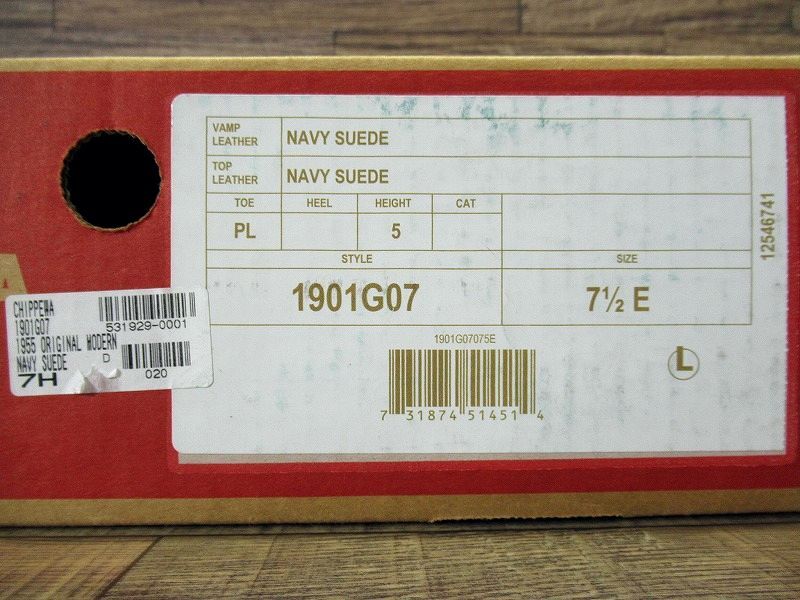 VAMP LEATHER NAVY SUEDE
TOP LEATHER NAVY SUEDE
TOE HEEL HEIGHT CAT
PL 5
STYLE SIZE
1901G07 7½ E
1901G07075E
7 31874 51451 4
L
12546741
CHIPPEWA
1901G07 531929-0001
1955 ORIGINAL MODERN
NAVY SUEDE D
7H 020